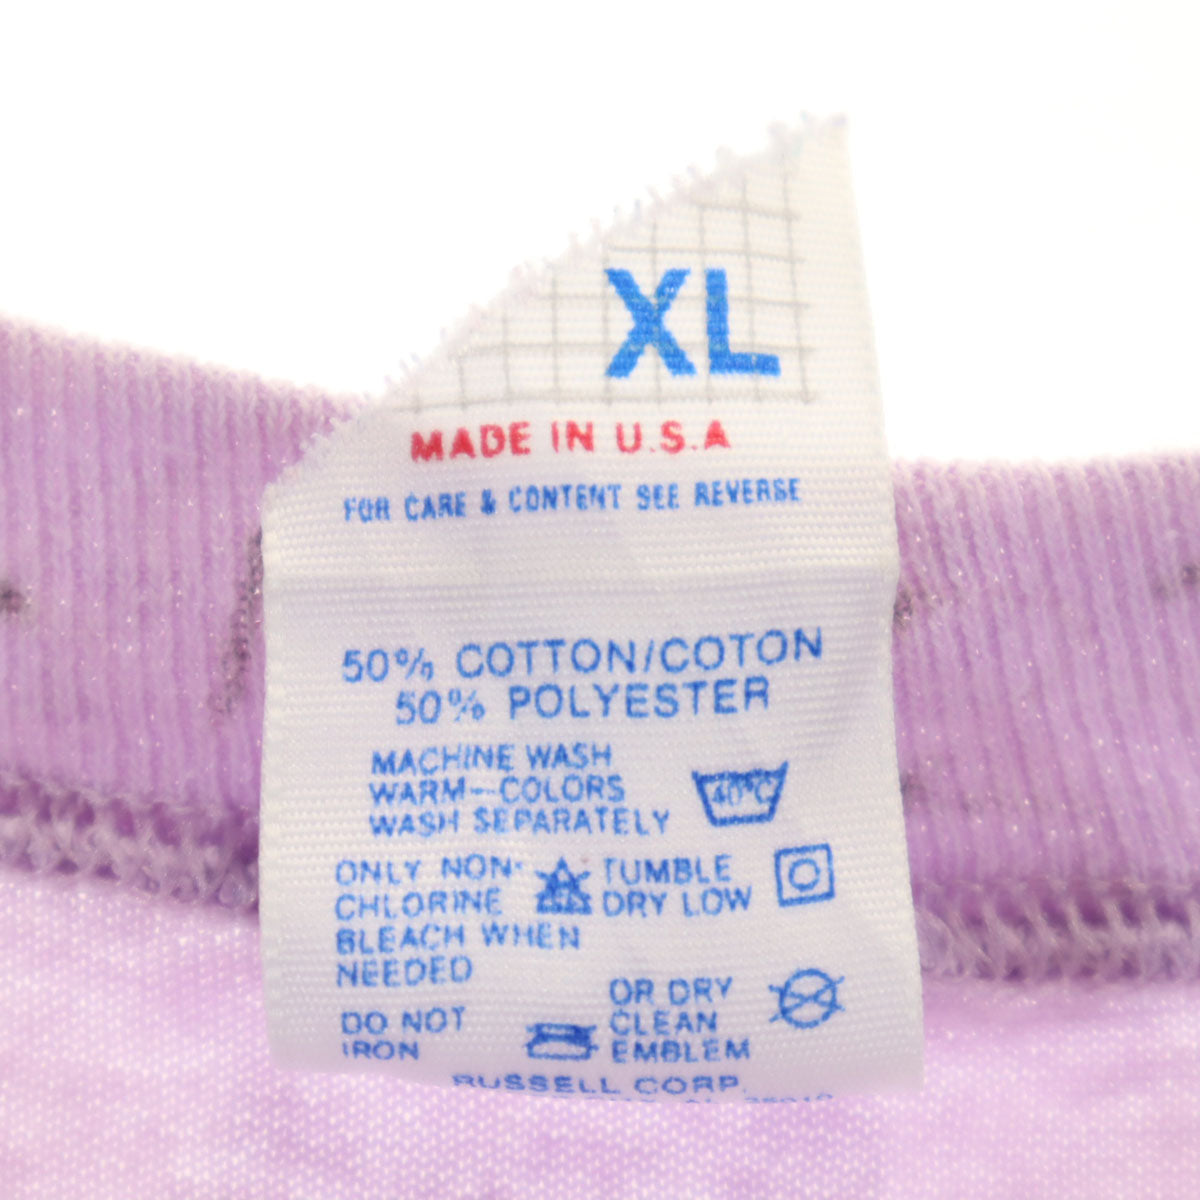 XL
MADE IN U.S.A
FOR CARE & CONTENT SEE REVERSE
50% COTTON/COTON
50% POLYESTER
MACHINE WASH
WARM—COLORS
WASH SEPARATELY
40°C
ONLY NON-
CHLORINE
BLEACH WHEN
NEEDED
TUMBLE
DRY LOW
DO NOT
IRON
OR DRY
CLEAN
EMBLEM
RUSSELL CORP.